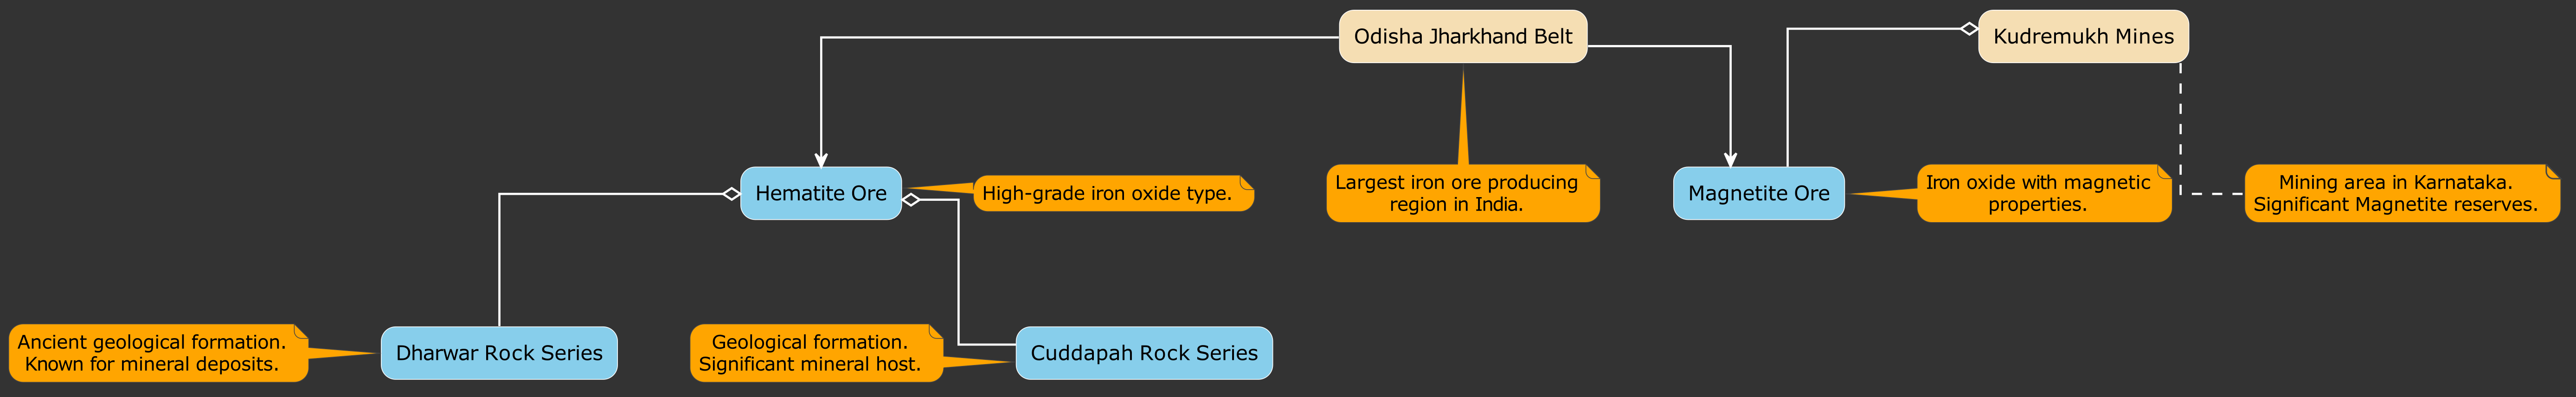 Odisha Jharkhand Belt
Kudremukh Mines
Hematite Ore
High-grade iron oxide type.
Largest iron ore producing
region in India.
Magnetite Ore
Iron oxide with magnetic
properties.
Mining area in Karnataka.
Significant Magnetite reserves.
Ancient geological formation.
Known for mineral deposits.
Dharwar Rock Series
Geological formation.
Significant mineral host.
Cuddapah Rock Series